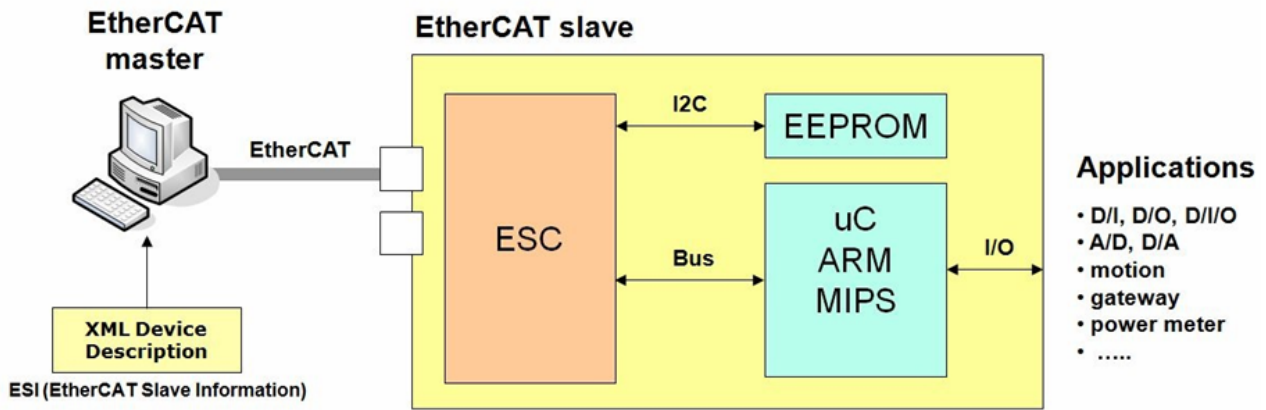 EtherCAT
master
EtherCAT
XML Device
Description
ESI (EtherCAT Slave Information)
EtherCAT slave
ESC
I2C
EEPROM
Bus
uC
ARM
MIPS
I/O
Applications
• D/I, D/O, D/I/O
• A/D, D/A
• motion
• gateway
• power meter
• .....